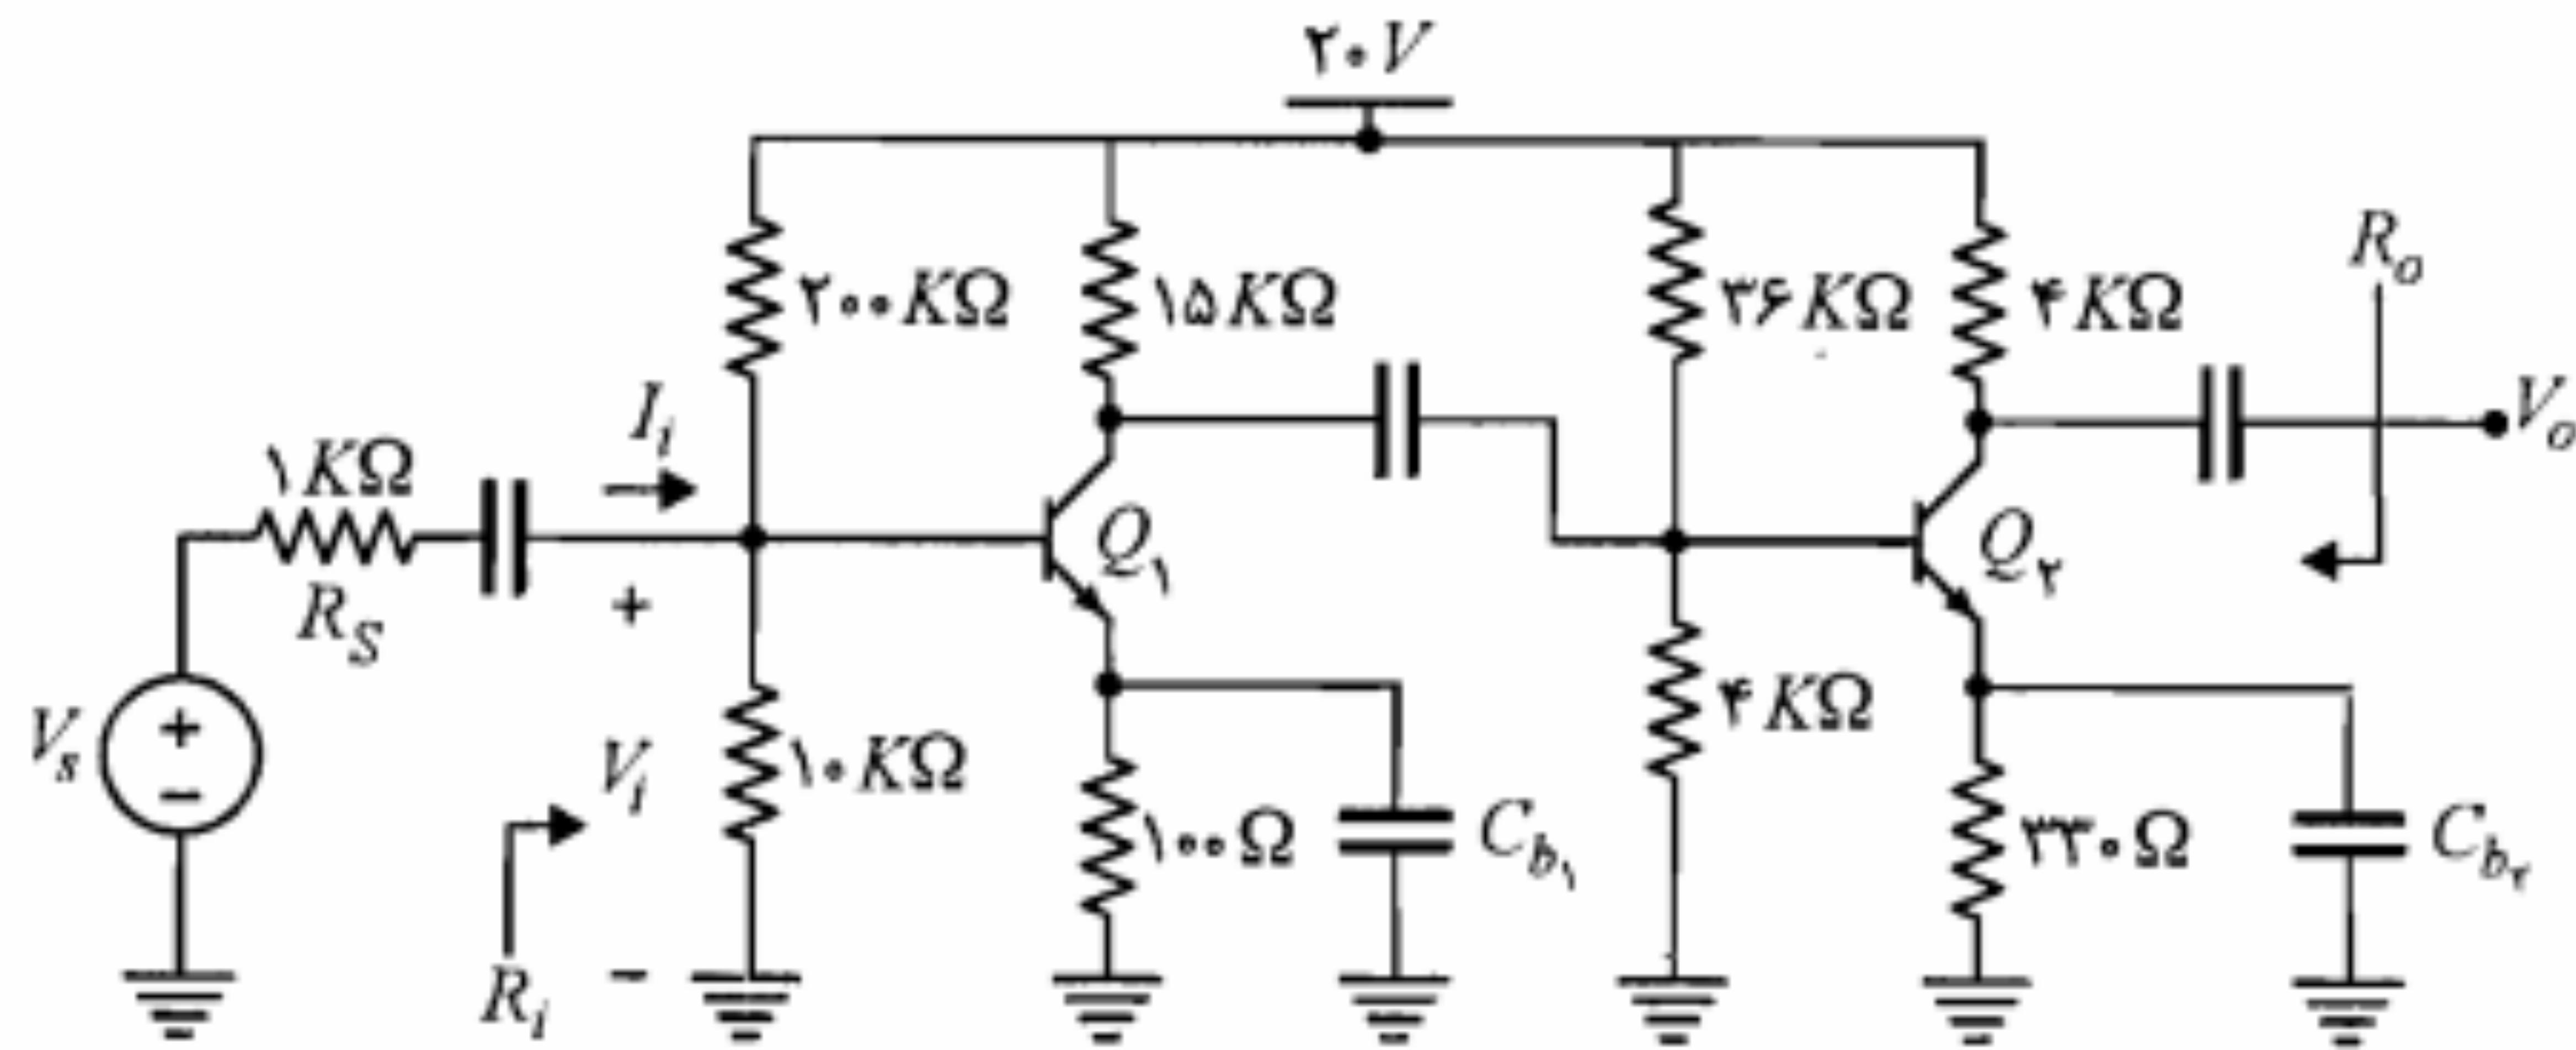 ۲۰V
R_o
۲۰۰KΩ
۱۵KΩ
۳۶KΩ
۴KΩ
I_i
V_o
۱KΩ
Q_۱
Q_۲
+
R_S
۴KΩ
V_s
+
−
V_i
۱۰KΩ
۱۰۰Ω
C_b۱
۳۳۰Ω
C_b۲
R_i
−